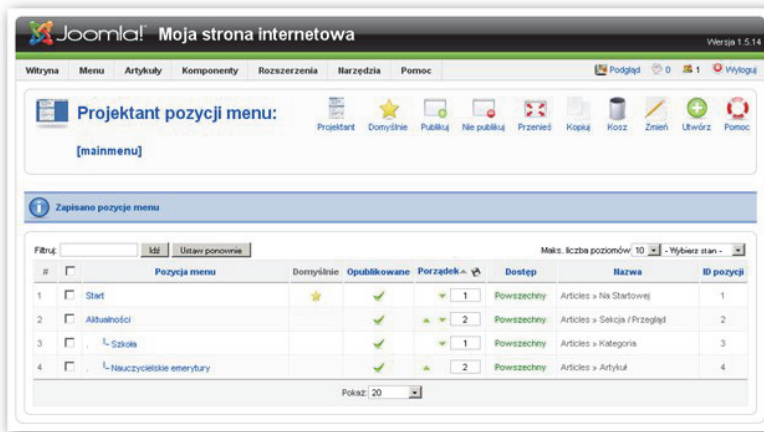 Joomla! Moja strona internetowa
Wersja 1.5.14
Witryna Menu Artykuły Komponenty Rozszerzenia Narzędzia Pomoc Podgląd 0 1 Wyloguj
Projektant pozycji menu:
[mainmenu]
Projektant Domyślnie Publikuj Nie publikuj Przenieś Kopiuj Kosz Zmień Utwórz Pomoc
Zapisano pozycje menu
Filtruj: Idź Ustaw ponownie Maks. liczba poziomów 10 - Wybierz stan -
# Pozycja menu Domyślnie Opublikowane Porządek Dostęp Nazwa ID pozycji
1 Start 1 Powszechny Articles » Na Startowej 1
2 Aktualności 2 Powszechny Articles » Sekcja / Przegląd 2
3 . Szkoła 1 Powszechny Articles » Kategoria 3
4 . Nauczycielskie emerytury 2 Powszechny Articles » Artykuł 4
Pokaż: 20